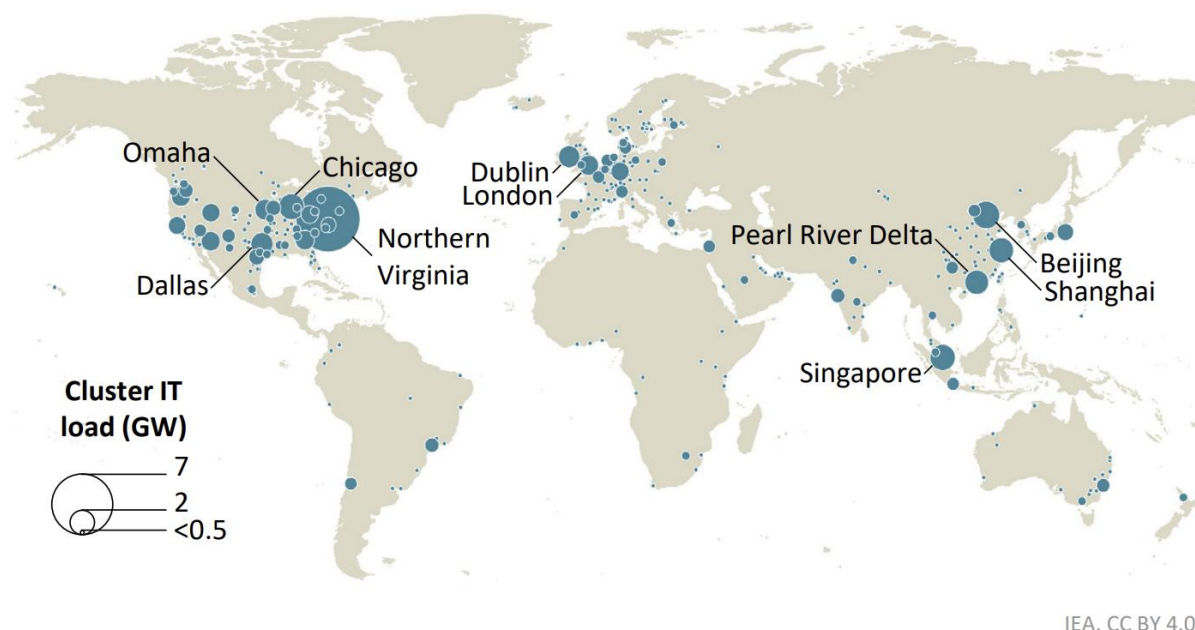 Omaha
Chicago
Dublin
London
Northern
Virginia
Dallas
Pearl River Delta
Beijing
Shanghai
Singapore
Cluster IT
load (GW)
7
2
<0.5
IEA. CC BY 4.0